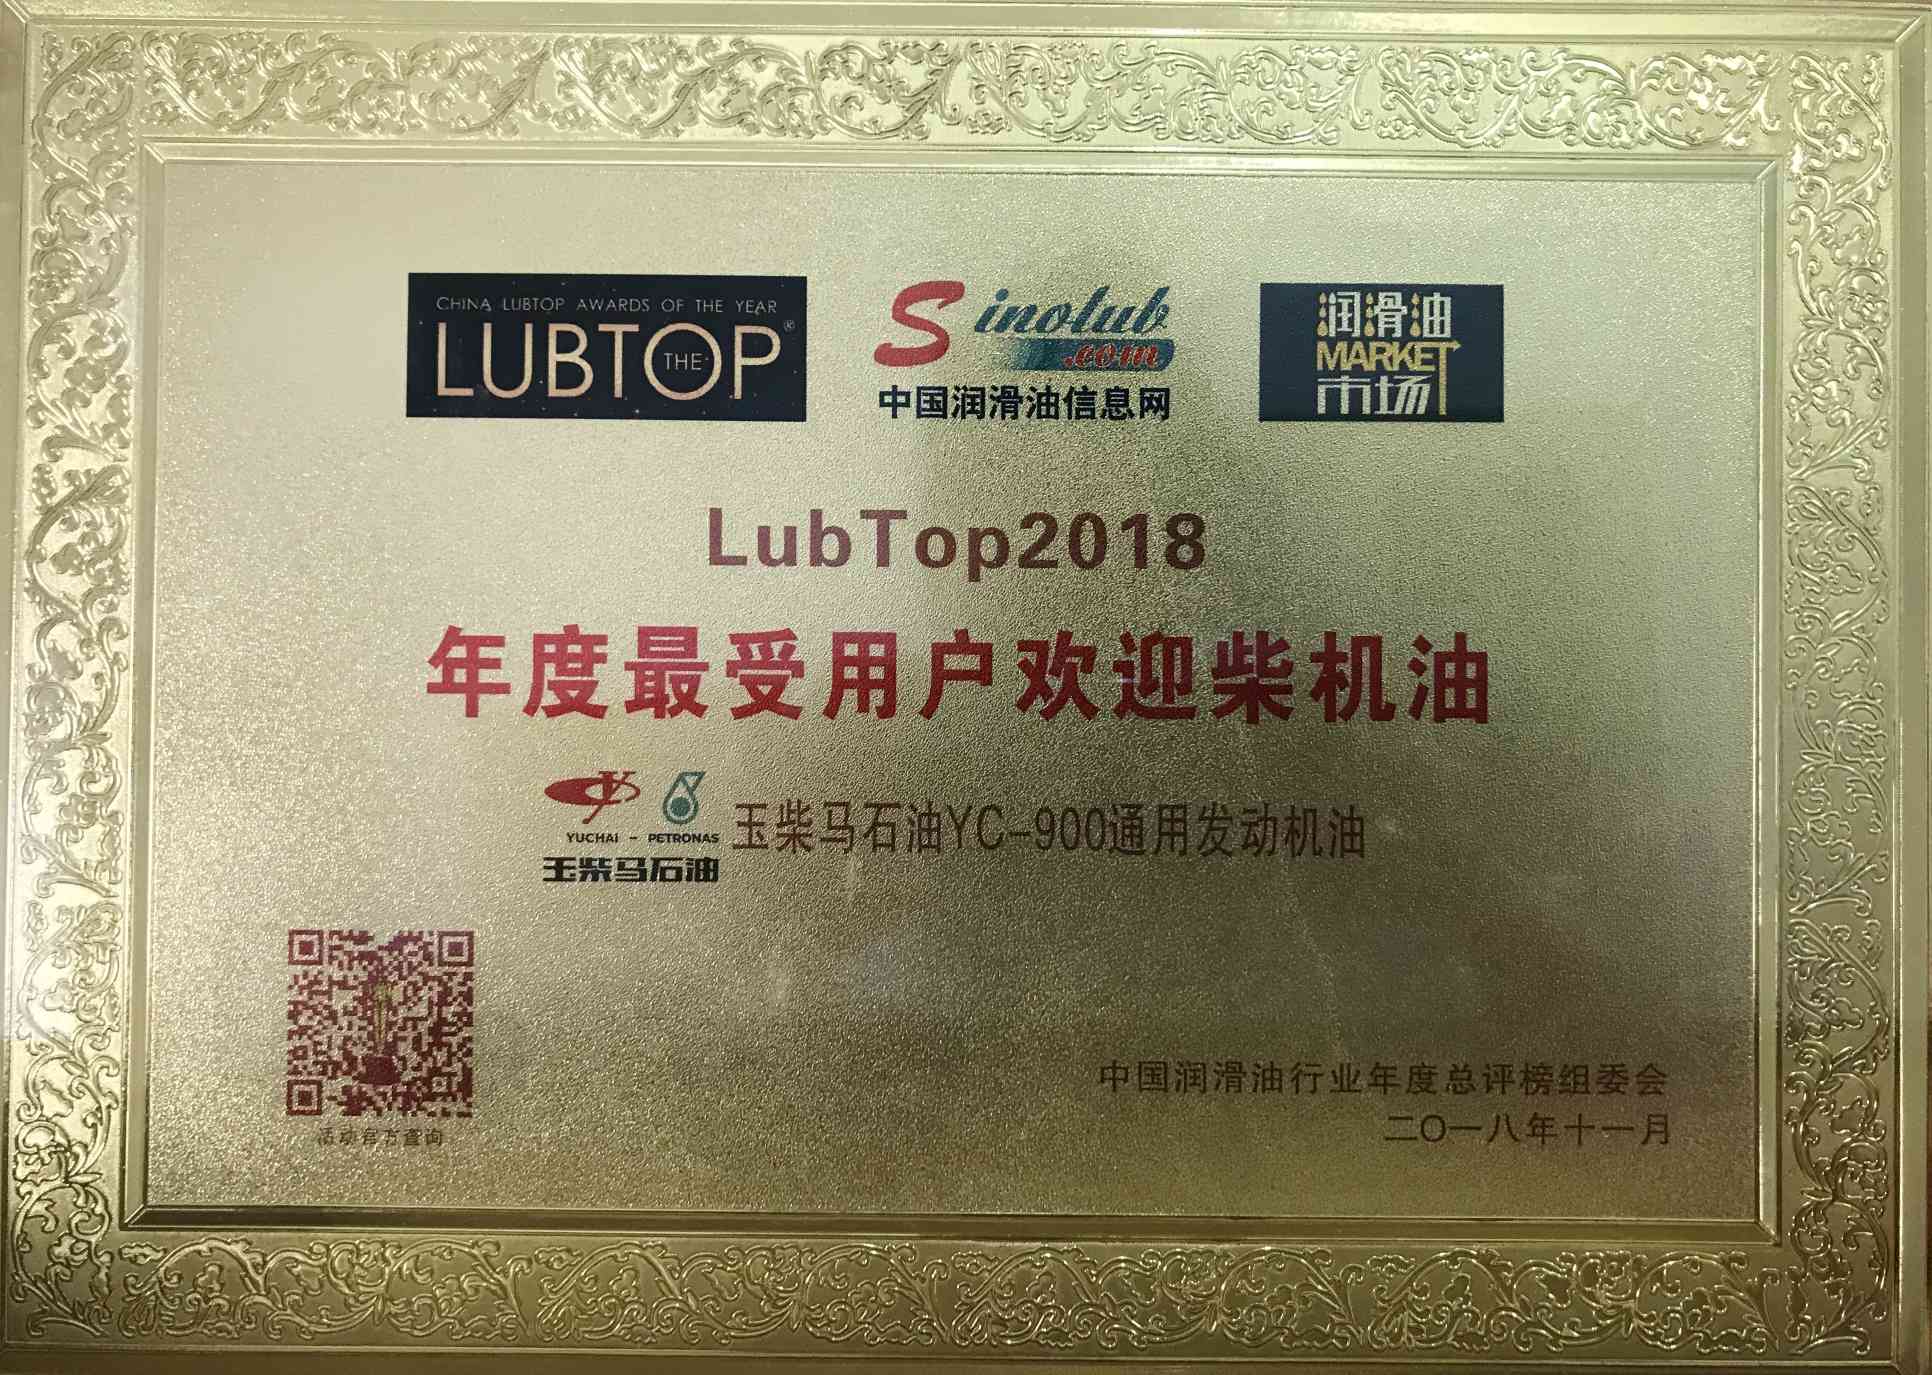 CHINA LUBTOP AWARDS OF THE YEAR
THE LUBTOP®
Sinolub
.com
中国润滑油信息网
润滑油
MARKET
市场
LubTop2018
年度最受用户欢迎柴机油
YUCHAI - PETRONAS
玉柴马石油
玉柴马石油YC-900通用发动机油
活动官方查询
中国润滑油行业年度总评榜组委会
二〇一八年十一月